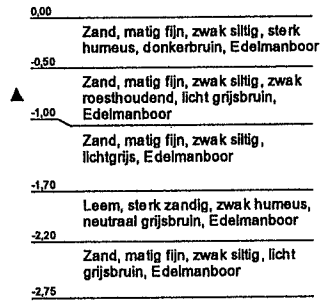 0,00
Zand, matig fijn, zwak siltig, sterk
humeus, donkerbruin, Edelmanboor
-0,50
Zand, matig fijn, zwak siltig, zwak
roesthoudend, licht grijsbruin,
Edelmanboor
-1,00
Zand, matig fijn, zwak siltig,
lichtgrijs, Edelmanboor
-1,70
Leem, sterk zandig, zwak humeus,
neutraal grijsbruin, Edelmanboor
-2,20
Zand, matig fijn, zwak siltig, licht
grijsbruin, Edelmanboor
-2,75